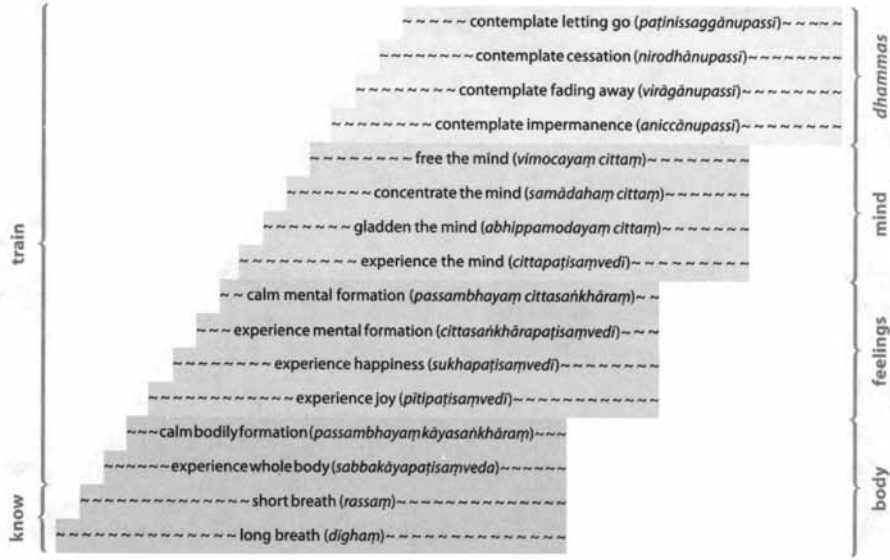 ~ ~ ~ ~ ~ contemplate letting go (paṭinissaggānupassī) ~ ~ ~ ~ ~
~ ~ ~ ~ ~ ~ ~ ~ contemplate cessation (nirodhānupassī) ~ ~ ~ ~ ~ ~ ~ ~
~ ~ ~ ~ ~ ~ ~ ~ contemplate fading away (virāgānupassī) ~ ~ ~ ~ ~ ~ ~ ~
~ ~ ~ ~ ~ ~ ~ ~ contemplate impermanence (aniccānupassī) ~ ~ ~ ~ ~ ~ ~ ~
dhammas
~ ~ ~ ~ ~ ~ ~ ~ free the mind (vimocayaṃ cittaṃ) ~ ~ ~ ~ ~ ~ ~ ~
~ ~ ~ ~ ~ ~ ~ concentrate the mind (samādahaṃ cittaṃ) ~ ~ ~ ~ ~ ~ ~
~ ~ ~ ~ ~ ~ ~ gladden the mind (abhippamodayaṃ cittaṃ) ~ ~ ~ ~ ~ ~ ~
~ ~ ~ ~ ~ ~ ~ ~ ~ experience the mind (cittapaṭisaṃvedī) ~ ~ ~ ~ ~ ~ ~ ~ ~
mind
train
~ ~ calm mental formation (passambhayaṃ cittasaṅkhāraṃ) ~ ~
~ ~ ~ experience mental formation (cittasaṅkhārapaṭisaṃvedī) ~ ~ ~
~ ~ ~ ~ ~ ~ ~ ~ experience happiness (sukhapaṭisaṃvedī) ~ ~ ~ ~ ~ ~ ~ ~ ~
~ ~ ~ ~ ~ ~ ~ ~ ~ ~ ~ experience joy (pītipaṭisaṃvedī) ~ ~ ~ ~ ~ ~ ~ ~ ~ ~ ~
feelings
~ ~ ~ calm bodily formation (passambhayaṃ kāyasaṅkhāraṃ) ~ ~ ~
~ ~ ~ ~ ~ ~ experience whole body (sabbakāyapaṭisaṃveda) ~ ~ ~ ~ ~ ~
~ ~ ~ ~ ~ ~ ~ ~ ~ ~ ~ ~ short breath (rassaṃ) ~ ~ ~ ~ ~ ~ ~ ~ ~ ~ ~ ~
~ ~ ~ ~ ~ ~ ~ ~ ~ ~ ~ ~ ~ long breath (dīghaṃ) ~ ~ ~ ~ ~ ~ ~ ~ ~ ~ ~ ~ ~
body
know